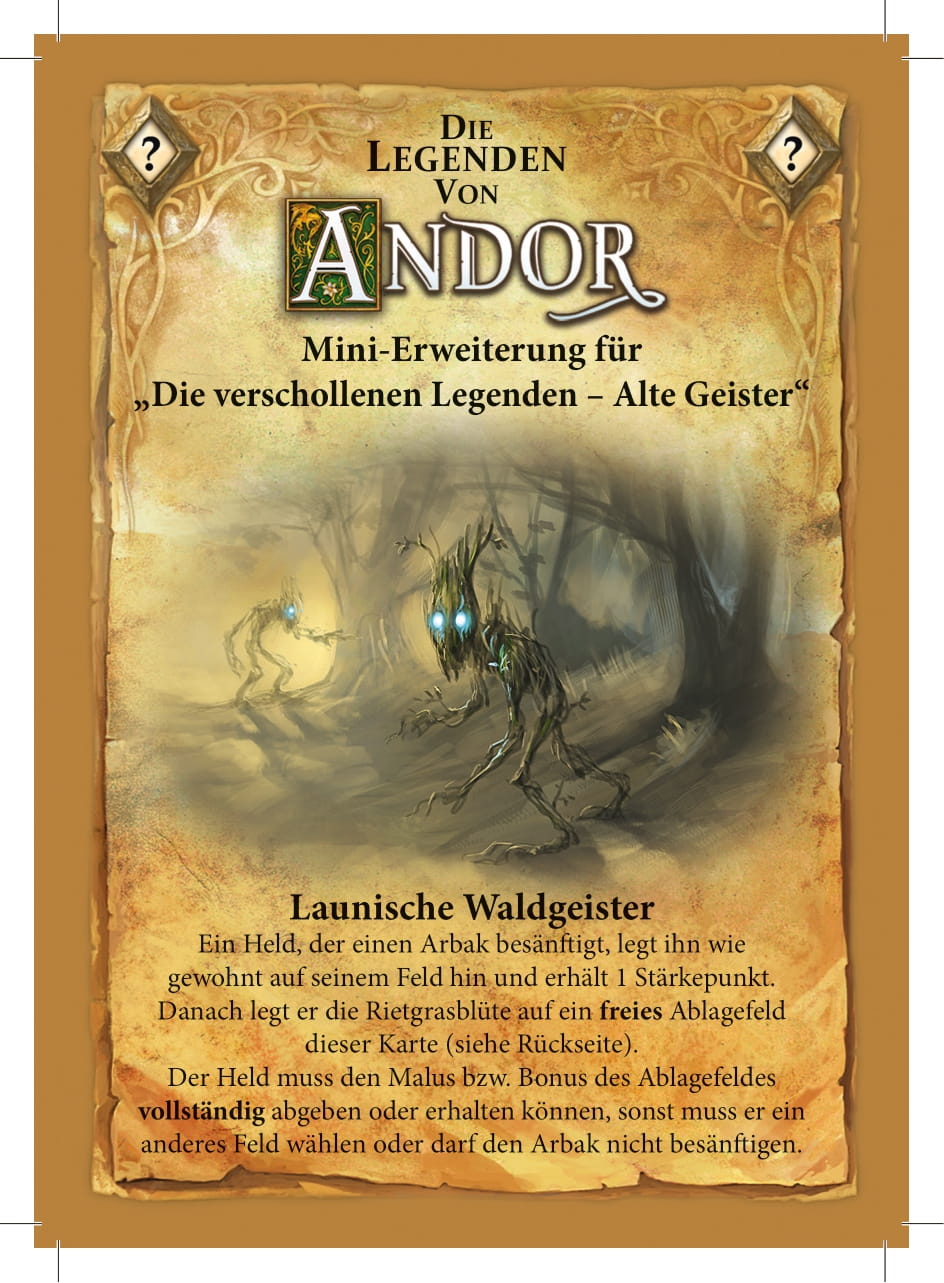 ? ?
DIE
LEGENDEN
VON
ANDOR
Mini-Erweiterung für
„Die verschollenen Legenden – Alte Geister“
Launische Waldgeister
Ein Held, der einen Arbak besänftigt, legt ihn wie
gewohnt auf seinem Feld hin und erhält 1 Stärkepunkt.
Danach legt er die Rietgrasblüte auf ein freies Ablagefeld
dieser Karte (siehe Rückseite).
Der Held muss den Malus bzw. Bonus des Ablagefeldes
vollständig abgeben oder erhalten können, sonst muss er ein
anderes Feld wählen oder darf den Arbak nicht besänftigen.